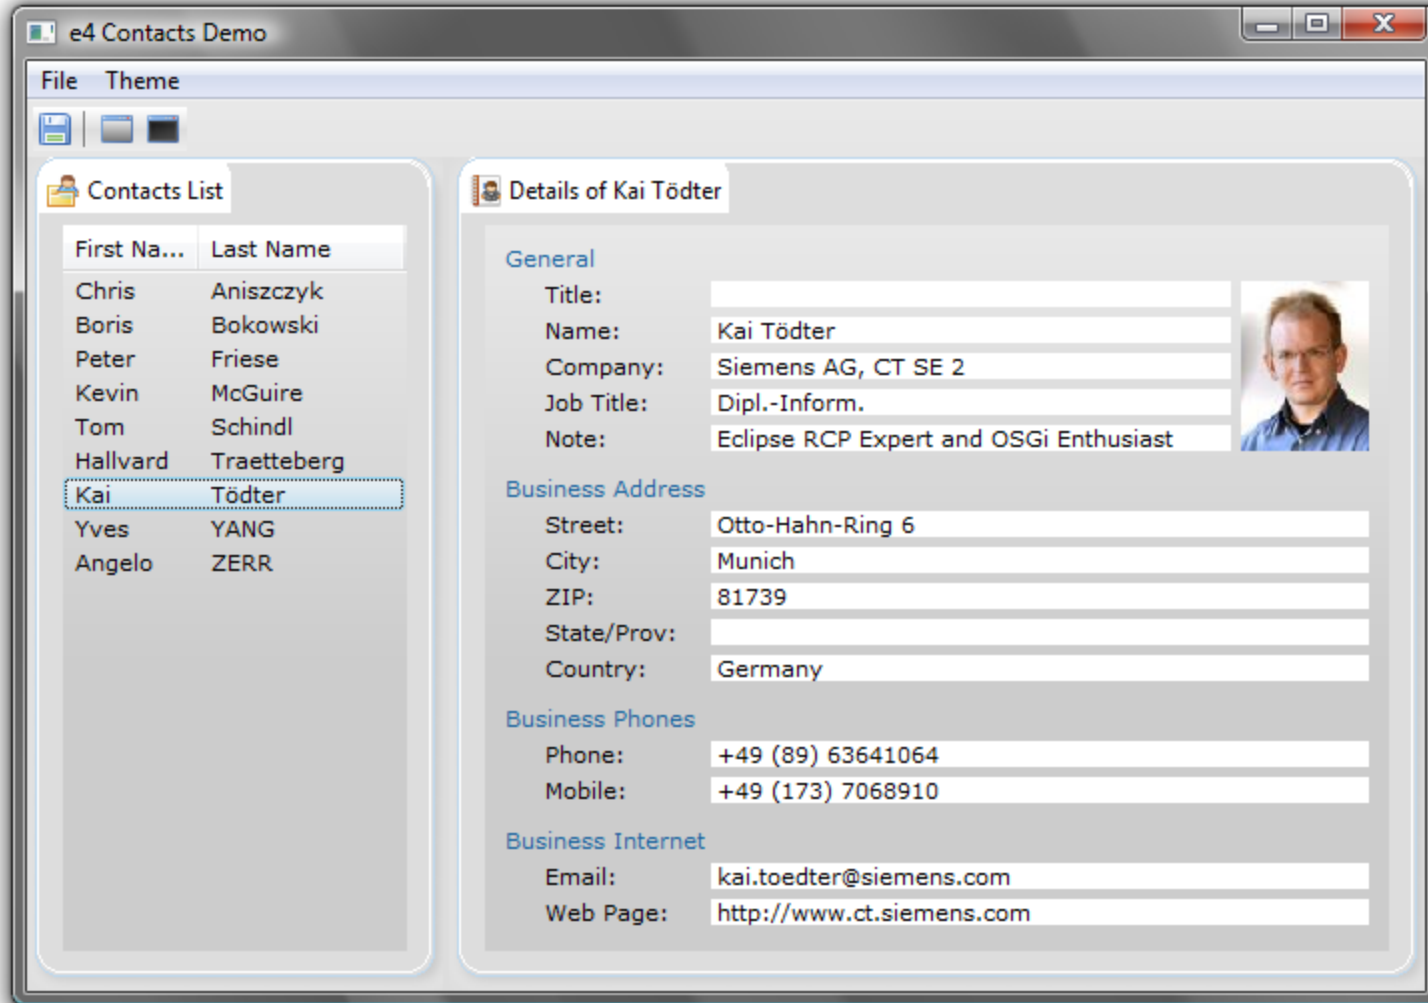 e4 Contacts Demo
File Theme
Contacts List
First Na... Last Name
Chris Aniszczyk
Boris Bokowski
Peter Friese
Kevin McGuire
Tom Schindl
Hallvard Traetteberg
Kai Tödter
Yves YANG
Angelo ZERR
Details of Kai Tödter
General
Title:
Name: Kai Tödter
Company: Siemens AG, CT SE 2
Job Title: Dipl.-Inform.
Note: Eclipse RCP Expert and OSGi Enthusiast
Business Address
Street: Otto-Hahn-Ring 6
City: Munich
ZIP: 81739
State/Prov:
Country: Germany
Business Phones
Phone: +49 (89) 63641064
Mobile: +49 (173) 7068910
Business Internet
Email: kai.toedter@siemens.com
Web Page: http://www.ct.siemens.com